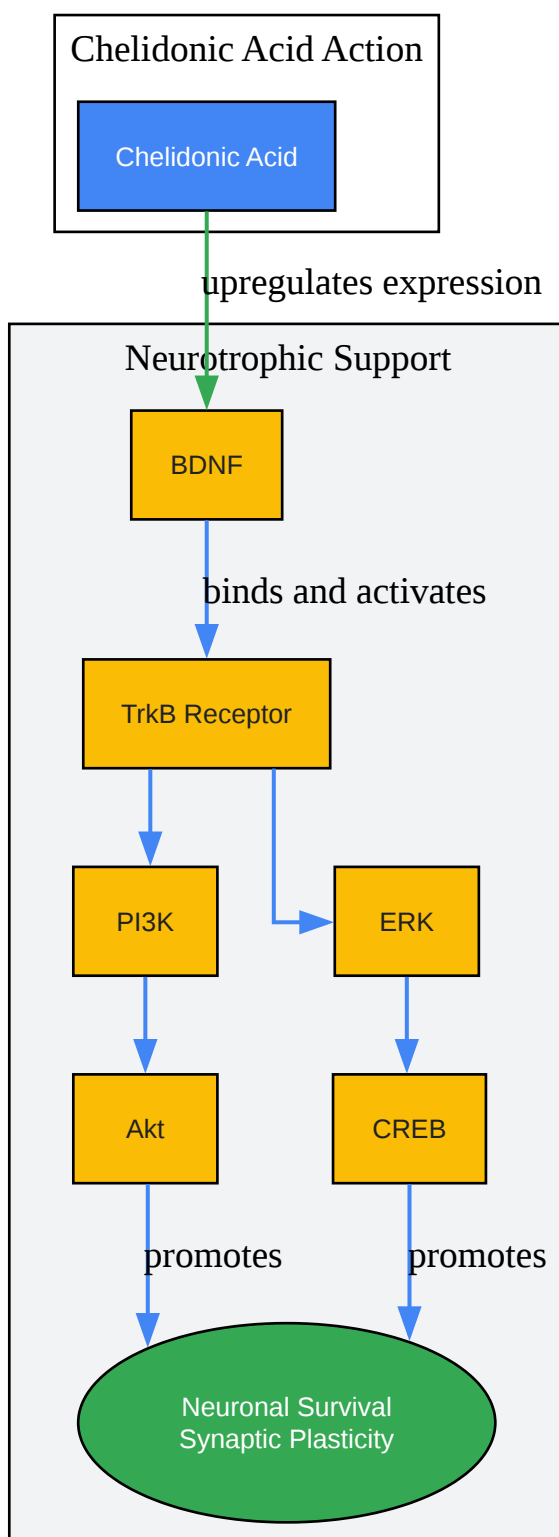 Chelidonic Acid Action
Chelidonic Acid
upregulates expression
Neurotrophic Support
BDNF
binds and activates
TrkB Receptor
PI3K
ERK
Akt
CREB
promotes
promotes
Neuronal Survival
Synaptic Plasticity